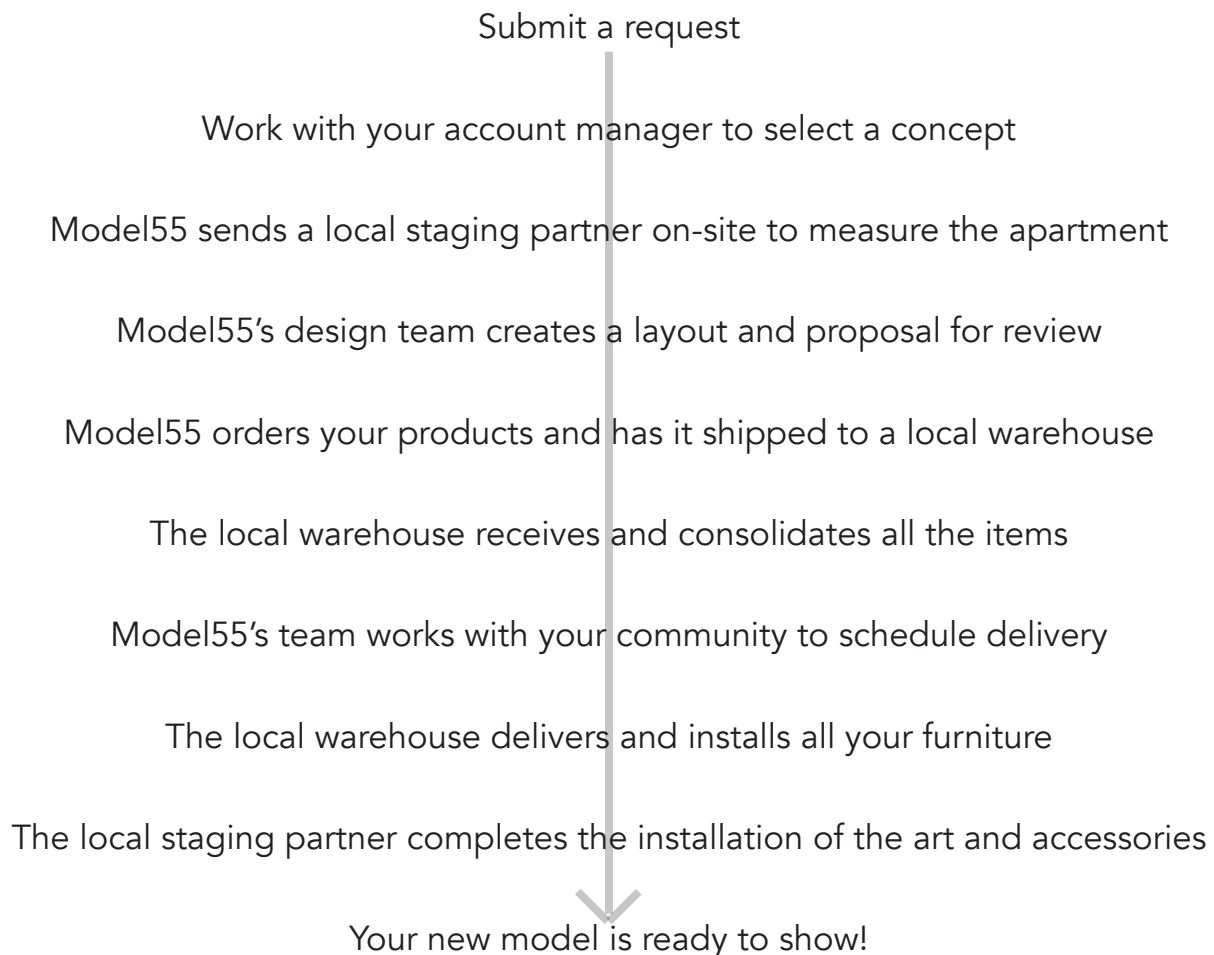 Submit a request
Work with your account manager to select a concept
Model55 sends a local staging partner on-site to measure the apartment
Model55’s design team creates a layout and proposal for review
Model55 orders your products and has it shipped to a local warehouse
The local warehouse receives and consolidates all the items
Model55’s team works with your community to schedule delivery
The local warehouse delivers and installs all your furniture
The local staging partner completes the installation of the art and accessories
Your new model is ready to show!